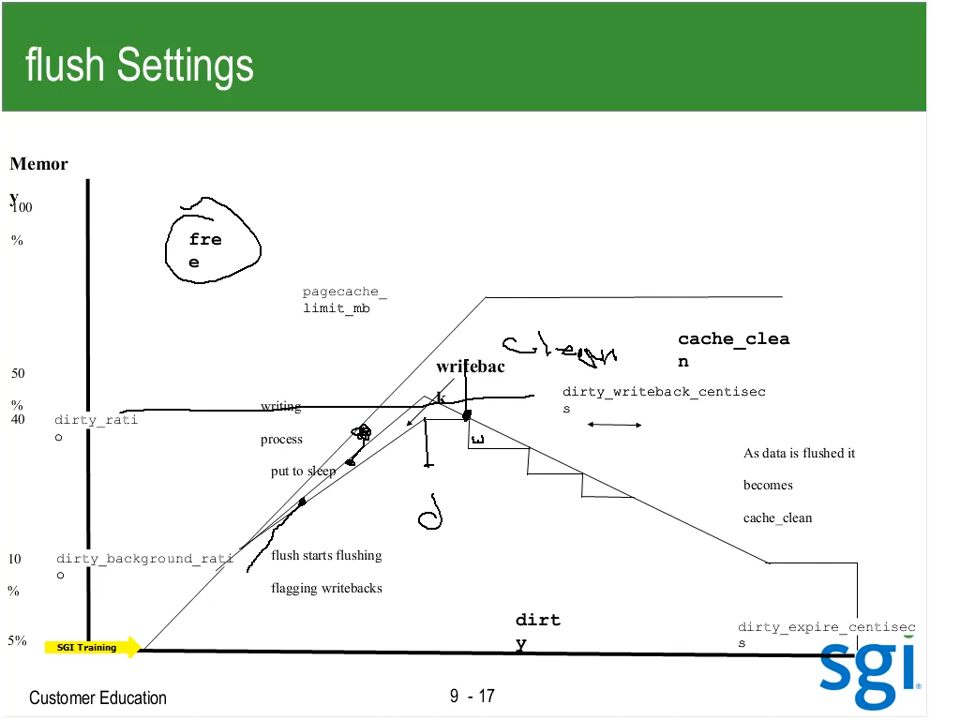 flush Settings
Memor
y
100
%
fre
e
pagecache_
limit_mb
clean
cache_clea
n
writebac
k
50
%
dirty_writeback_centisec
s
writing
40
dirty_rati
o
process
put to sleep
As data is flushed it
becomes
cache_clean
d
10
%
dirty_background_rati
o
flush starts flushing
flagging writebacks
dirt
y
dirty_expire_centisec
s
5%
SGI Training
sgi
®
Customer Education
9 - 17